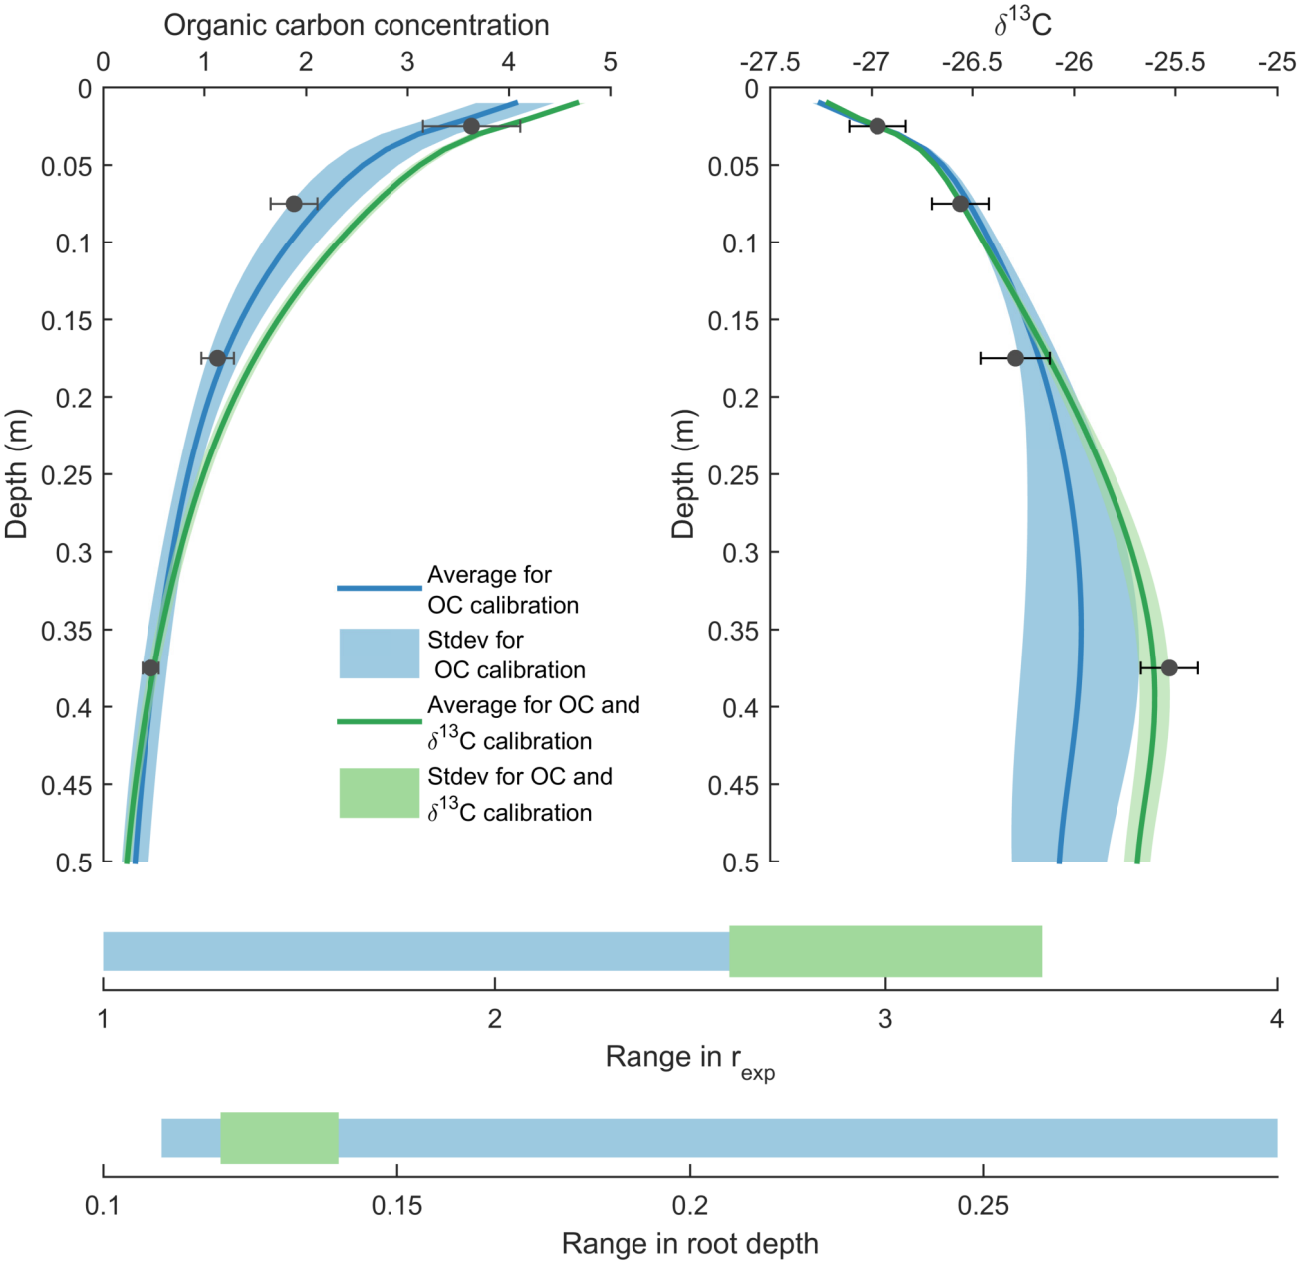 Organic carbon concentration
0 1 2 3 4 5
0
0.05
0.1
0.15
0.2
0.25
0.3
0.35
0.4
0.45
0.5
Depth (m)
Average for
OC calibration
Stdev for
OC calibration
Average for OC and
δ¹³C calibration
Stdev for OC and
δ¹³C calibration
δ¹³C
-27.5 -27 -26.5 -26 -25.5 -25
0
0.05
0.1
0.15
0.2
0.25
0.3
0.35
0.4
0.45
0.5
Depth (m)
1 2 3 4
Range in r_exp
0.1 0.15 0.2 0.25
Range in root depth